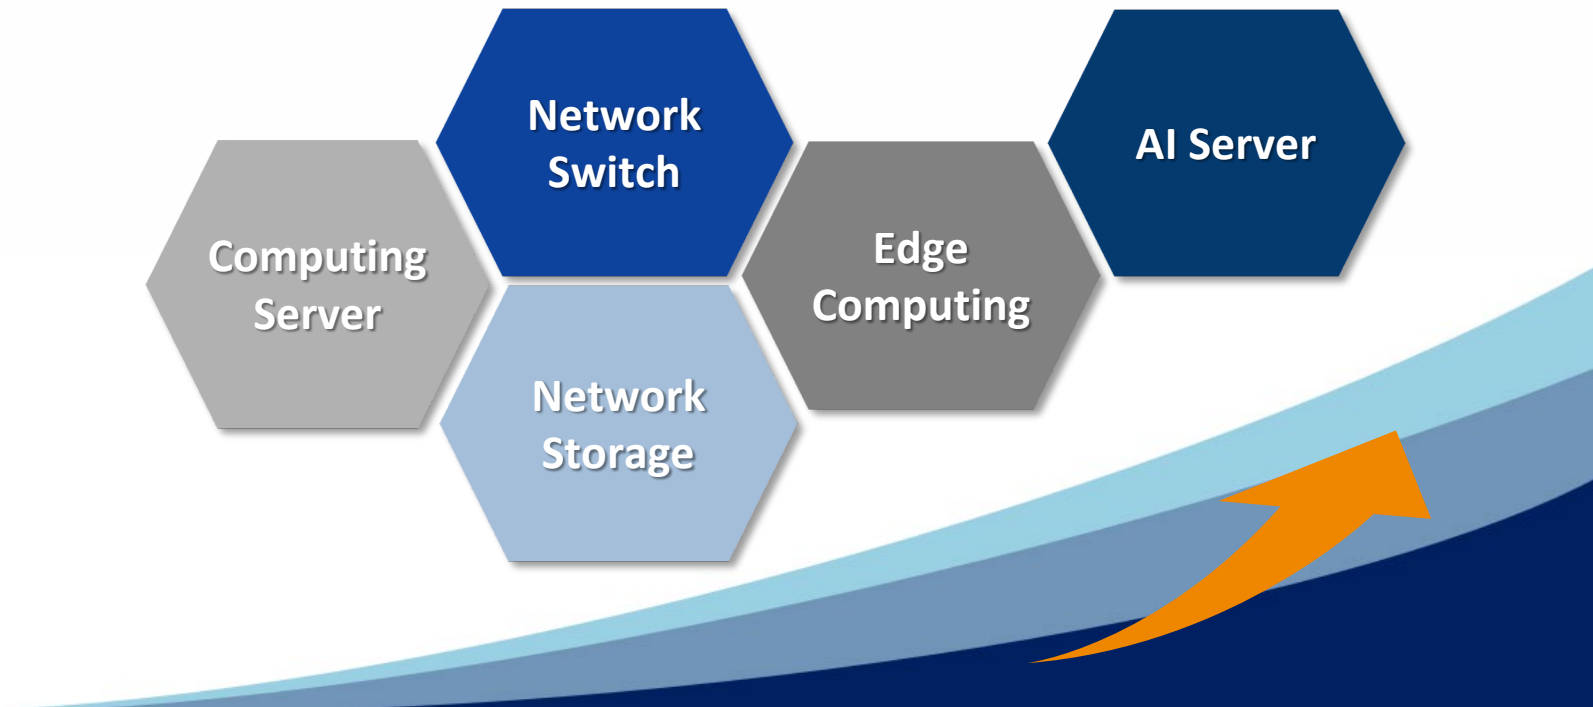 Computing
Server
Network
Switch
Network
Storage
Edge
Computing
AI Server